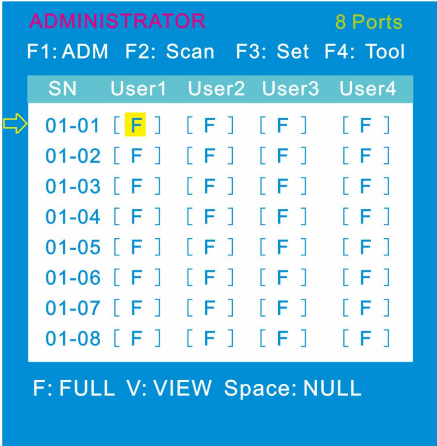 ADMINISTRATOR 8 Ports
F1: ADM F2: Scan F3: Set F4: Tool
SN User1 User2 User3 User4
01-01 [ F ] [ F ] [ F ] [ F ]
01-02 [ F ] [ F ] [ F ] [ F ]
01-03 [ F ] [ F ] [ F ] [ F ]
01-04 [ F ] [ F ] [ F ] [ F ]
01-05 [ F ] [ F ] [ F ] [ F ]
01-06 [ F ] [ F ] [ F ] [ F ]
01-07 [ F ] [ F ] [ F ] [ F ]
01-08 [ F ] [ F ] [ F ] [ F ]
F: FULL V: VIEW Space: NULL